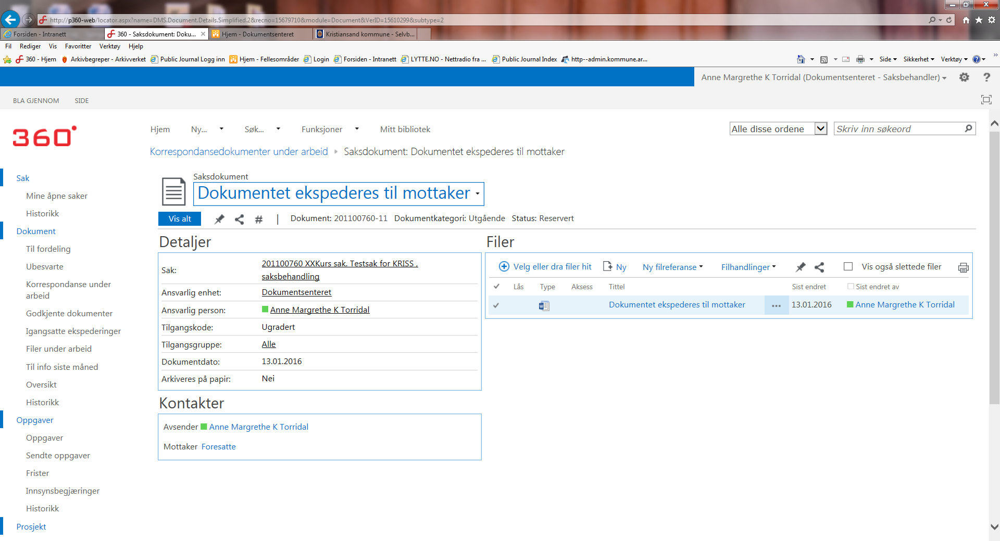 http://p360-web/locator.aspx?name=DMS.Document.Details.Simplified.2&recno=15679710&module=Document&VerID=15610299&subtype=2
Forsiden - Intranett
360 - Saksdokument: Doku...
Hjem - Dokumentsenteret
Kristiansand kommune - Selvb...
Fil Rediger Vis Favoritter Verktøy Hjelp
360 - Hjem Arkivbegreper - Arkivverket Public Journal Logg inn Hjem - Fellesområder Login Forsiden - Intranett LYTTE.NO - Nettradio fra ... Public Journal Index http--admin.kommune.ar... Side Sikkerhet Verktøy
Anne Margrethe K Torridal (Dokumentsenteret - Saksbehandler)
BLA GJENNOM SIDE
360°
Hjem Ny... Søk... Funksjoner Mitt bibliotek
Alle disse ordene Skriv inn søkeord
Korrespondansedokumenter under arbeid Saksdokument: Dokumentet ekspederes til mottaker
Sak
Mine åpne saker
Historikk
Dokument
Til fordeling
Ubesvarte
Korrespondanse under
arbeid
Godkjente dokumenter
Igangsatte ekspederinger
Filer under arbeid
Til info siste måned
Oversikt
Historikk
Oppgaver
Oppgaver
Sendte oppgaver
Frister
Innsynsbegjæringer
Historikk
Prosjekt
Saksdokument
Dokumentet ekspederes til mottaker
Vis alt # | Dokument: 201100760-11 Dokumentkategori: Utgående Status: Reservert
Detaljer
Sak: 201100760 XXKurs sak. Testsak for KRISS ,
saksbehandling
Ansvarlig enhet: Dokumentsenteret
Ansvarlig person: Anne Margrethe K Torridal
Tilgangskode: Ugradert
Tilgangsgruppe: Alle
Dokumentdato: 13.01.2016
Arkiveres på papir: Nei
Kontakter
Avsender Anne Margrethe K Torridal
Mottaker Foresatte
Filer
Velg eller dra filer hit Ny Ny filreferanse Filhandlinger Vis også slettede filer
Lås Type Aksess Tittel Sist endret Sist endret av
Dokumentet ekspederes til mottaker ... 13.01.2016 Anne Margrethe K Torridal